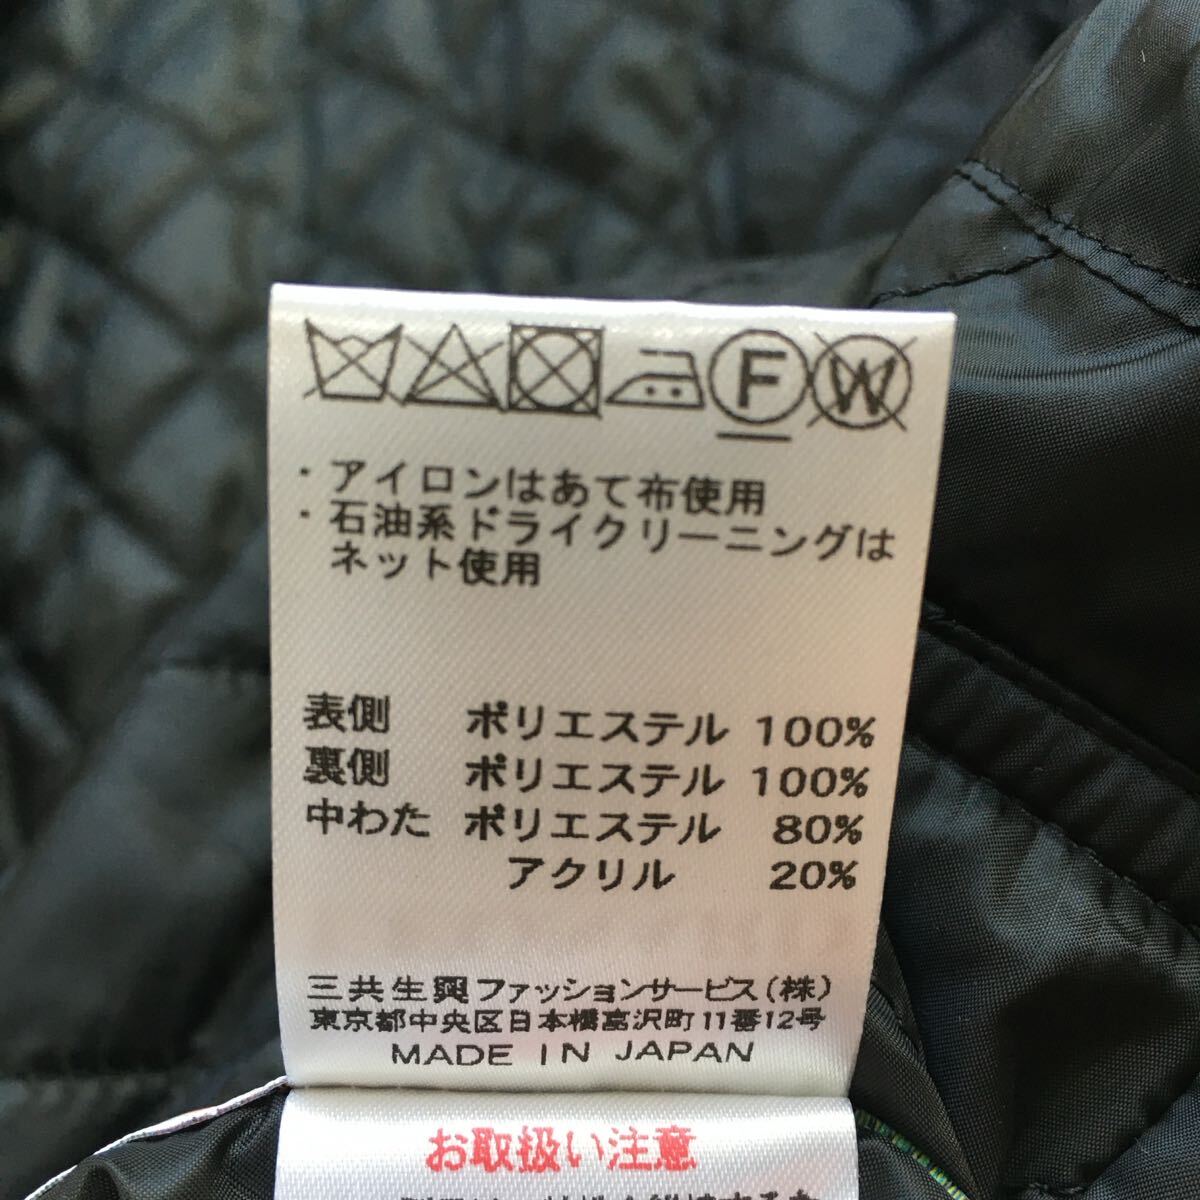 F W
・アイロンはあて布使用
・石油系ドライクリーニングは
ネット使用
表側 ポリエステル 100%
裏側 ポリエステル 100%
中わた ポリエステル 80%
アクリル 20%
三共生興ファッションサービス(株)
東京都中央区日本橋富沢町11番12号
MADE IN JAPAN
お取扱い注意